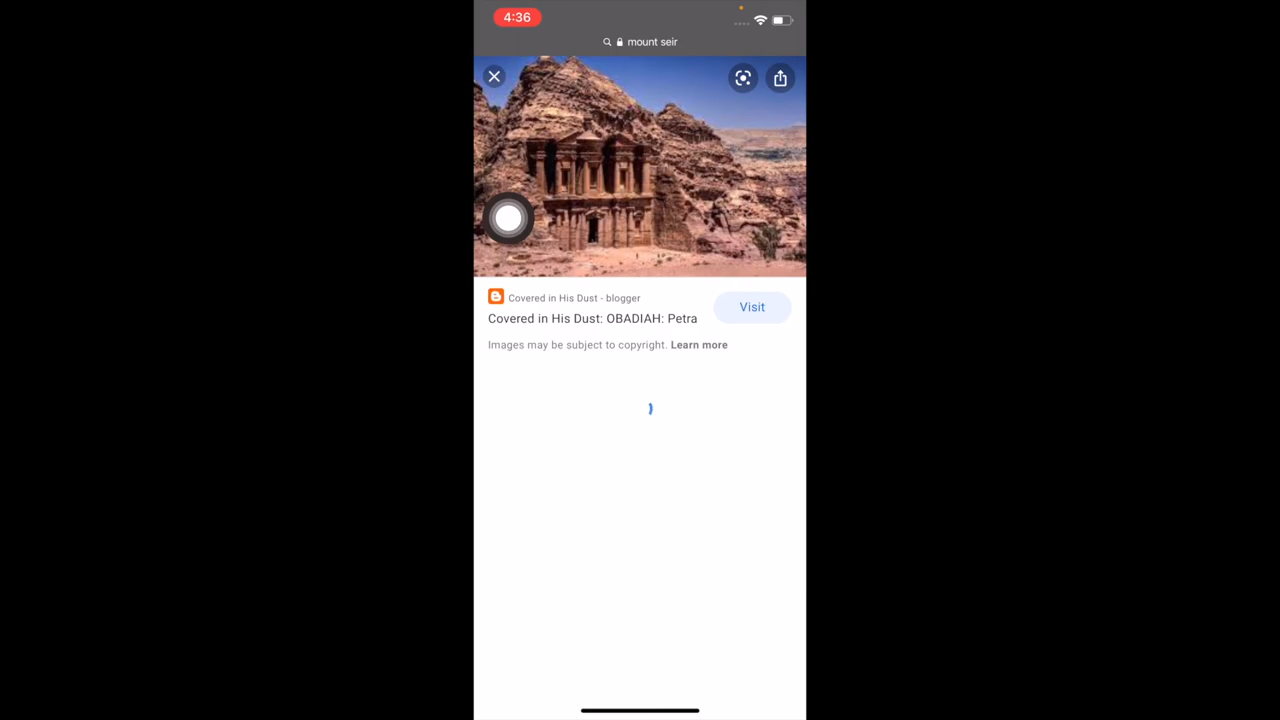 4:36
mount seir
Covered in His Dust - blogger
Visit
Covered in His Dust: OBADIAH: Petra
Images may be subject to copyright. Learn more